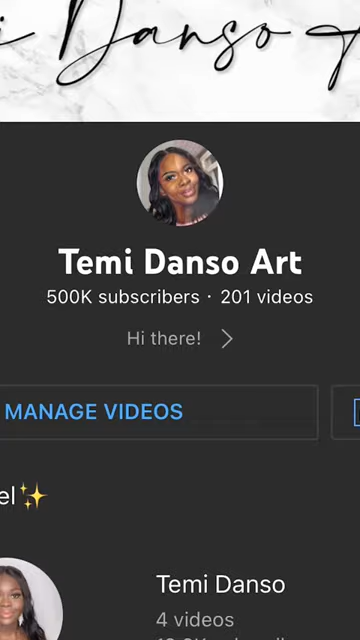 i Danso A
Temi Danso Art
500K subscribers · 201 videos
Hi there! >
MANAGE VIDEOS
el✨
Temi Danso
4 videos